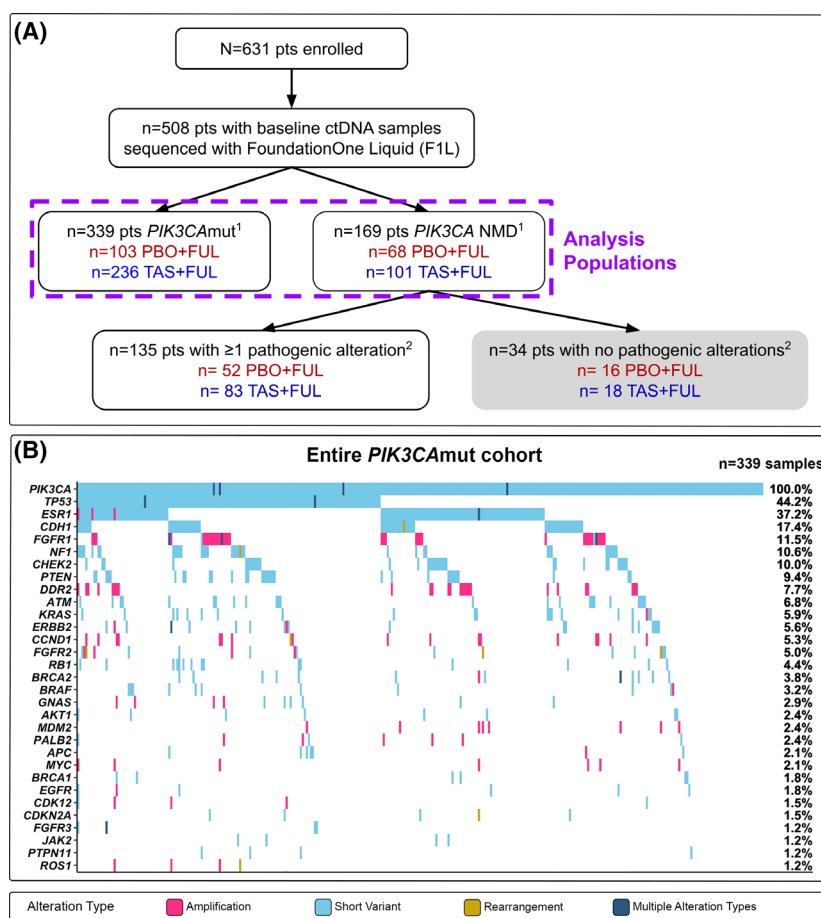 (A)
N=631 pts enrolled
n=508 pts with baseline ctDNA samples
sequenced with FoundationOne Liquid (F1L)
n=339 pts PIK3CAmut¹
n=103 PBO+FUL
n=236 TAS+FUL
n=169 pts PIK3CA NMD¹
n=68 PBO+FUL
n=101 TAS+FUL
Analysis
Populations
n=135 pts with ≥1 pathogenic alteration²
n= 52 PBO+FUL
n= 83 TAS+FUL
n=34 pts with no pathogenic alterations²
n= 16 PBO+FUL
n= 18 TAS+FUL
(B)
Entire PIK3CAmut cohort
n=339 samples
PIK3CA 100.0%
TP53 44.2%
ESR1 37.2%
CDH1 17.4%
FGFR1 11.5%
NF1 10.6%
CHEK2 10.0%
PTEN 9.4%
DDR2 7.7%
ATM 6.8%
KRAS 5.9%
ERBB2 5.6%
CCND1 5.3%
FGFR2 5.0%
RB1 4.4%
BRCA2 3.8%
BRAF 3.2%
GNAS 2.9%
AKT1 2.4%
MDM2 2.4%
PALB2 2.4%
APC 2.1%
MYC 2.1%
BRCA1 1.8%
EGFR 1.8%
CDK12 1.5%
CDKN2A 1.5%
FGFR3 1.2%
JAK2 1.2%
PTPN11 1.2%
ROS1 1.2%
Alteration Type Amplification Short Variant Rearrangement Multiple Alteration Types